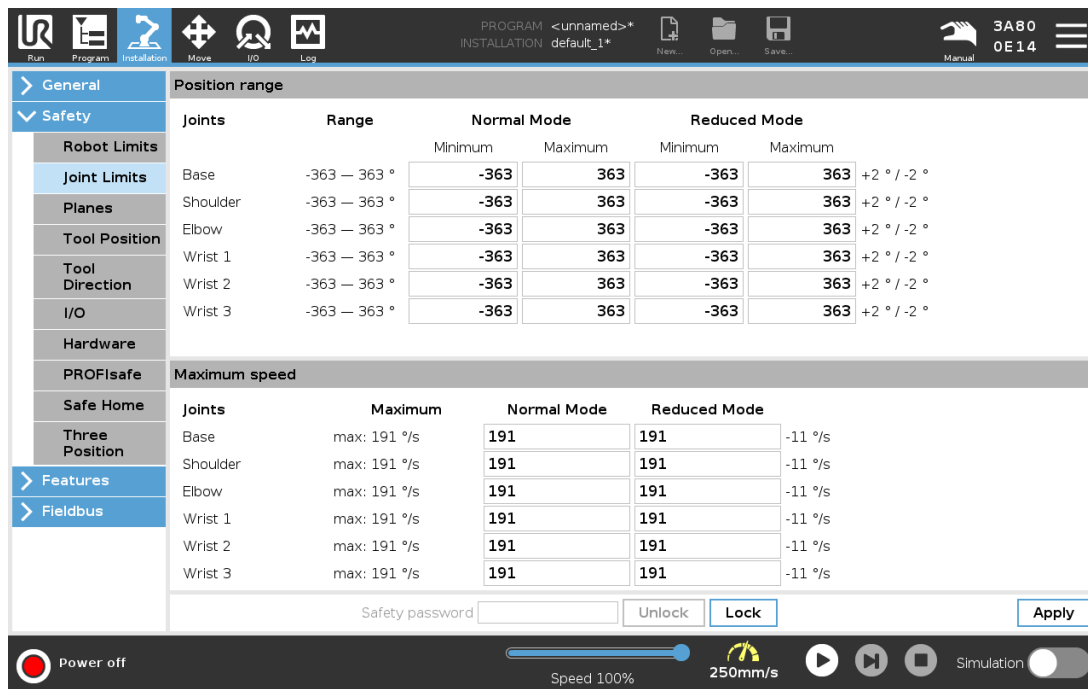 UR
PROGRAM <unnamed>*
INSTALLATION default_1*
3A80
0E14
Run Program Installation Move I/O Log New... Open... Save... Manual
General
Safety
Robot Limits
Joint Limits
Planes
Tool Position
Tool
Direction
I/O
Hardware
PROFIsafe
Safe Home
Three
Position
Features
Fieldbus
Position range
Joints Range Normal Mode Reduced Mode
Minimum Maximum Minimum Maximum
Base -363 — 363 ° -363 363 -363 363 +2 ° / -2 °
Shoulder -363 — 363 ° -363 363 -363 363 +2 ° / -2 °
Elbow -363 — 363 ° -363 363 -363 363 +2 ° / -2 °
Wrist 1 -363 — 363 ° -363 363 -363 363 +2 ° / -2 °
Wrist 2 -363 — 363 ° -363 363 -363 363 +2 ° / -2 °
Wrist 3 -363 — 363 ° -363 363 -363 363 +2 ° / -2 °
Maximum speed
Joints Maximum Normal Mode Reduced Mode
Base max: 191 °/s 191 191 -11 °/s
Shoulder max: 191 °/s 191 191 -11 °/s
Elbow max: 191 °/s 191 191 -11 °/s
Wrist 1 max: 191 °/s 191 191 -11 °/s
Wrist 2 max: 191 °/s 191 191 -11 °/s
Wrist 3 max: 191 °/s 191 191 -11 °/s
Safety password Unlock Lock Apply
Power off
Speed 100%
250mm/s
Simulation